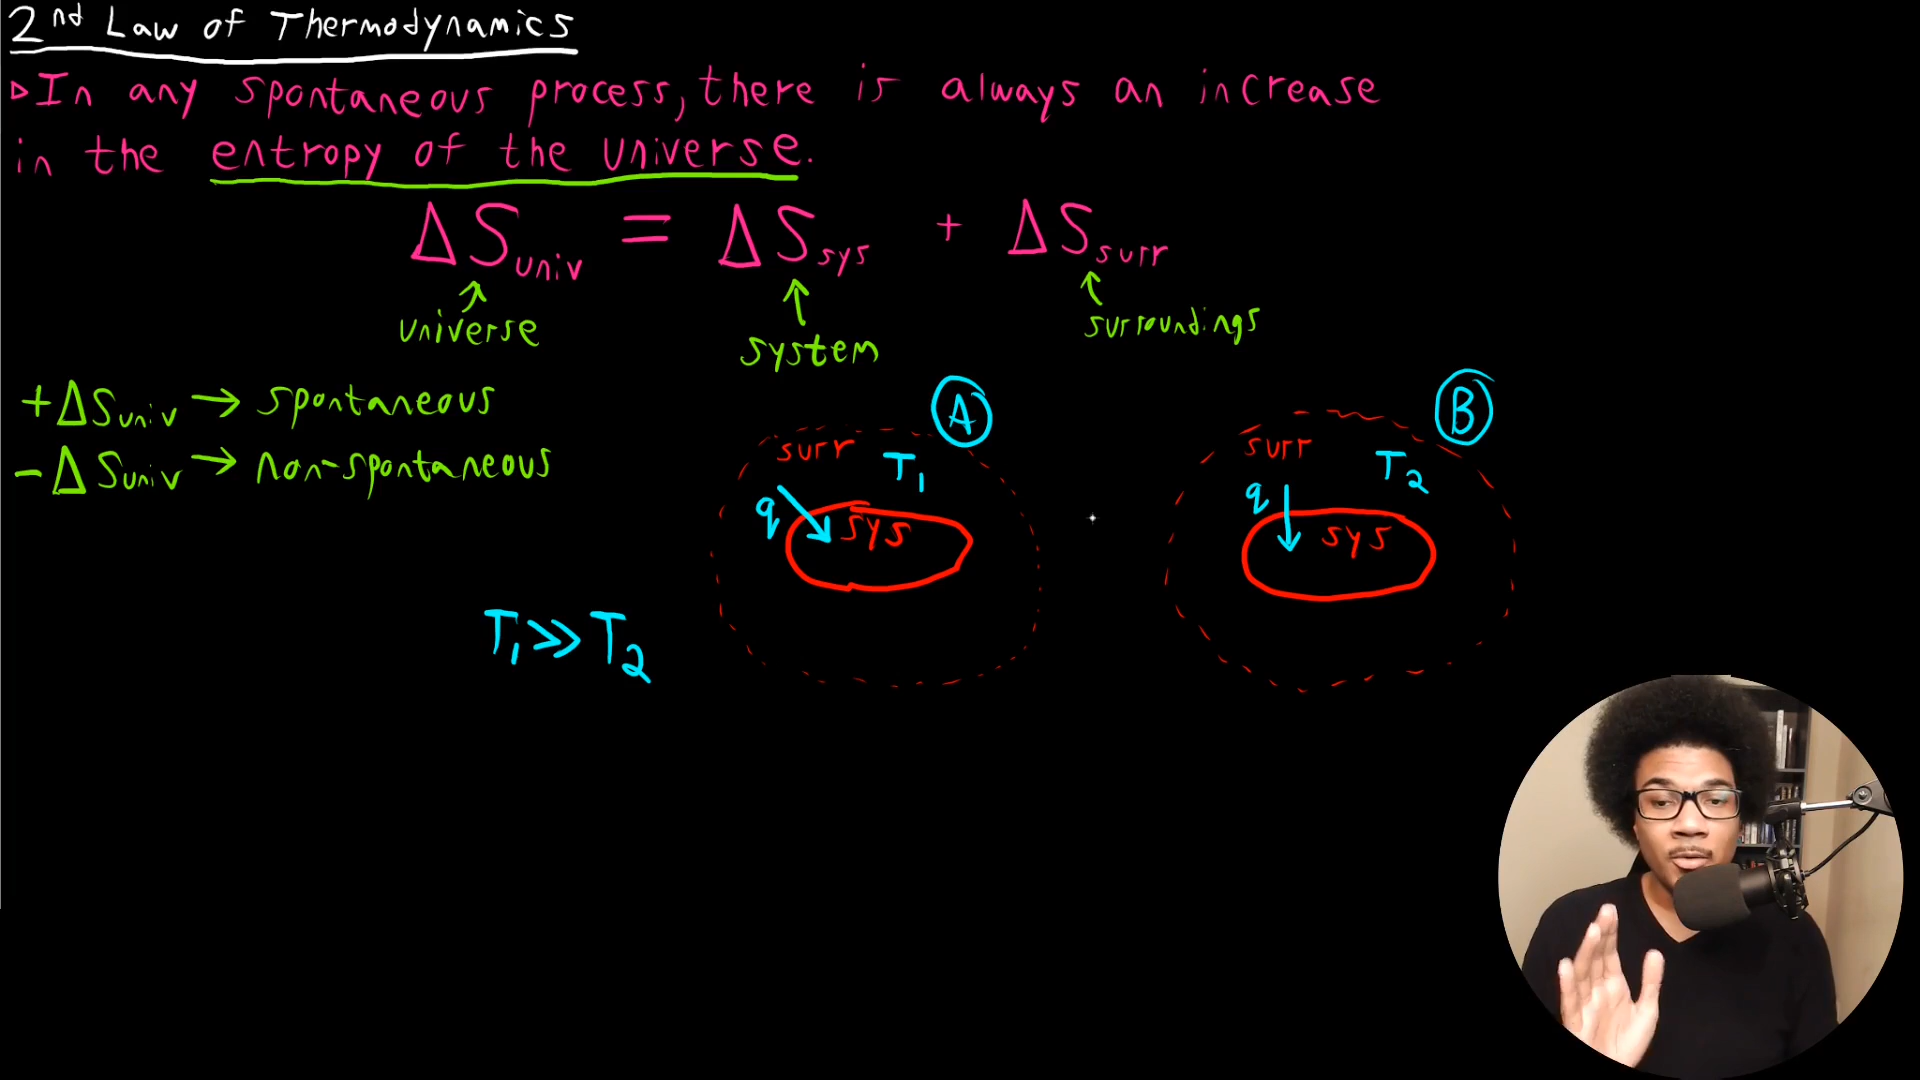 2nd Law of Thermodynamics
▹In any spontaneous process, there is always an increase
in the entropy of the universe.
ΔSuniv = ΔSsys + ΔSsurr
universe
system
surroundings
+ΔSuniv → spontaneous
-ΔSuniv → non-spontaneous
A
surr T1
q sys
B
surr T2
q sys
T1 >> T2